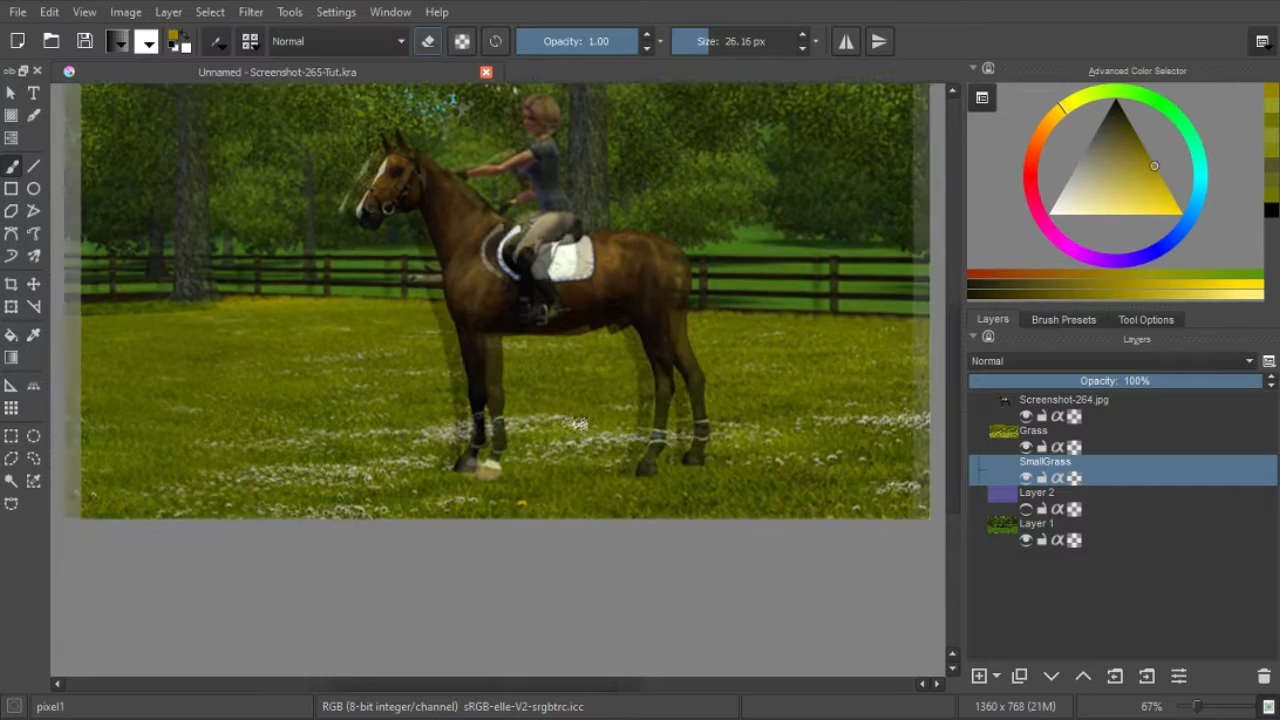 File Edit View Image Layer Select Filter Tools Settings Window Help
Normal Opacity: 1.00 Size: 26.16 px
Unnamed - Screenshot-265-Tut.kra
Advanced Color Selector
Layers Brush Presets Tool Options
Layers
Normal
Opacity: 100%
Screenshot-264.jpg
Grass
SmallGrass
Layer 2
Layer 1
pixel1 RGB (8-bit integer/channel) sRGB-elle-V2-srgbtrc.icc 1360 x 768 (21M) 67%